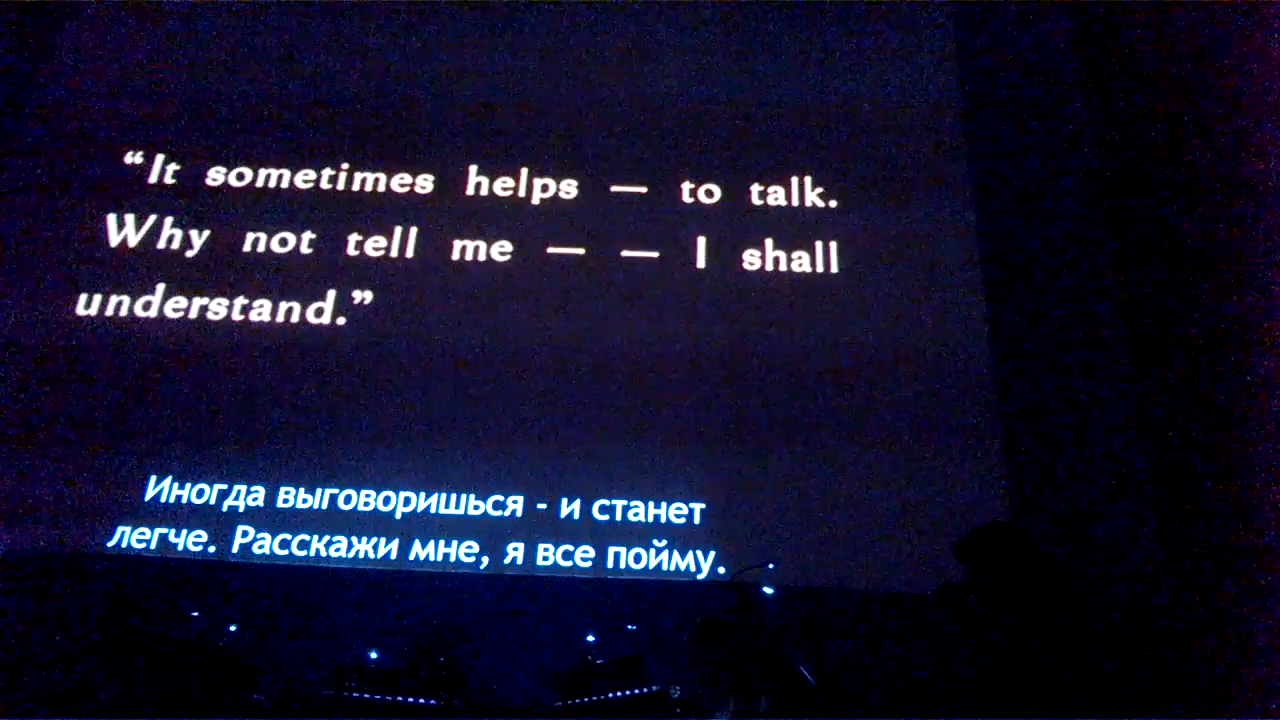 “It sometimes helps — to talk.
Why not tell me — — I shall
understand.”
Иногда выговоришься - и станет
легче. Расскажи мне, я все пойму.